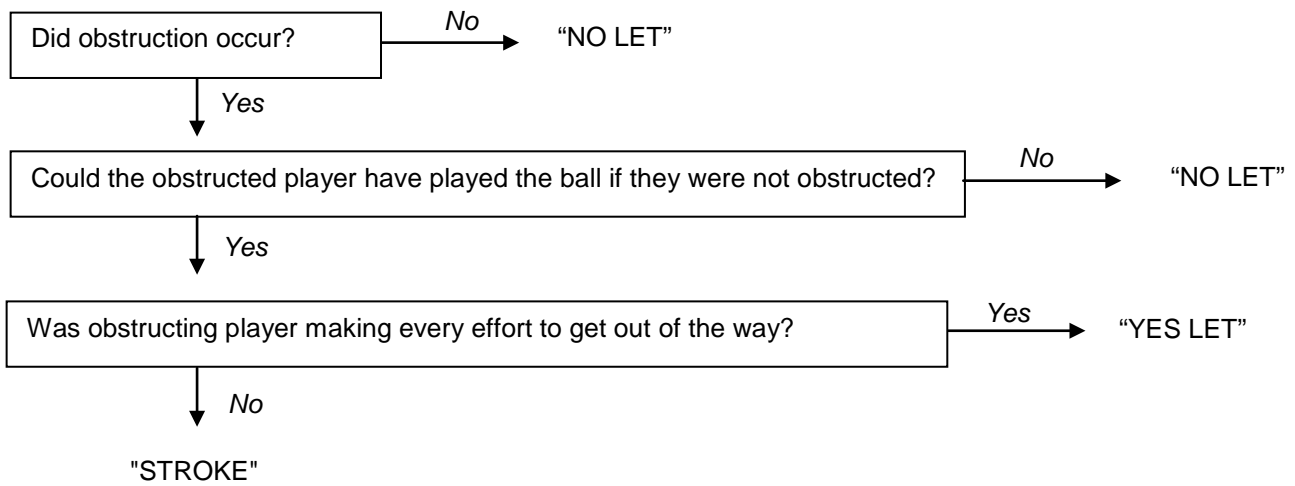 Did obstruction occur?
No
“NO LET”
Yes
Could the obstructed player have played the ball if they were not obstructed?
No
“NO LET”
Yes
Was obstructing player making every effort to get out of the way?
Yes
“YES LET”
No
"STROKE"